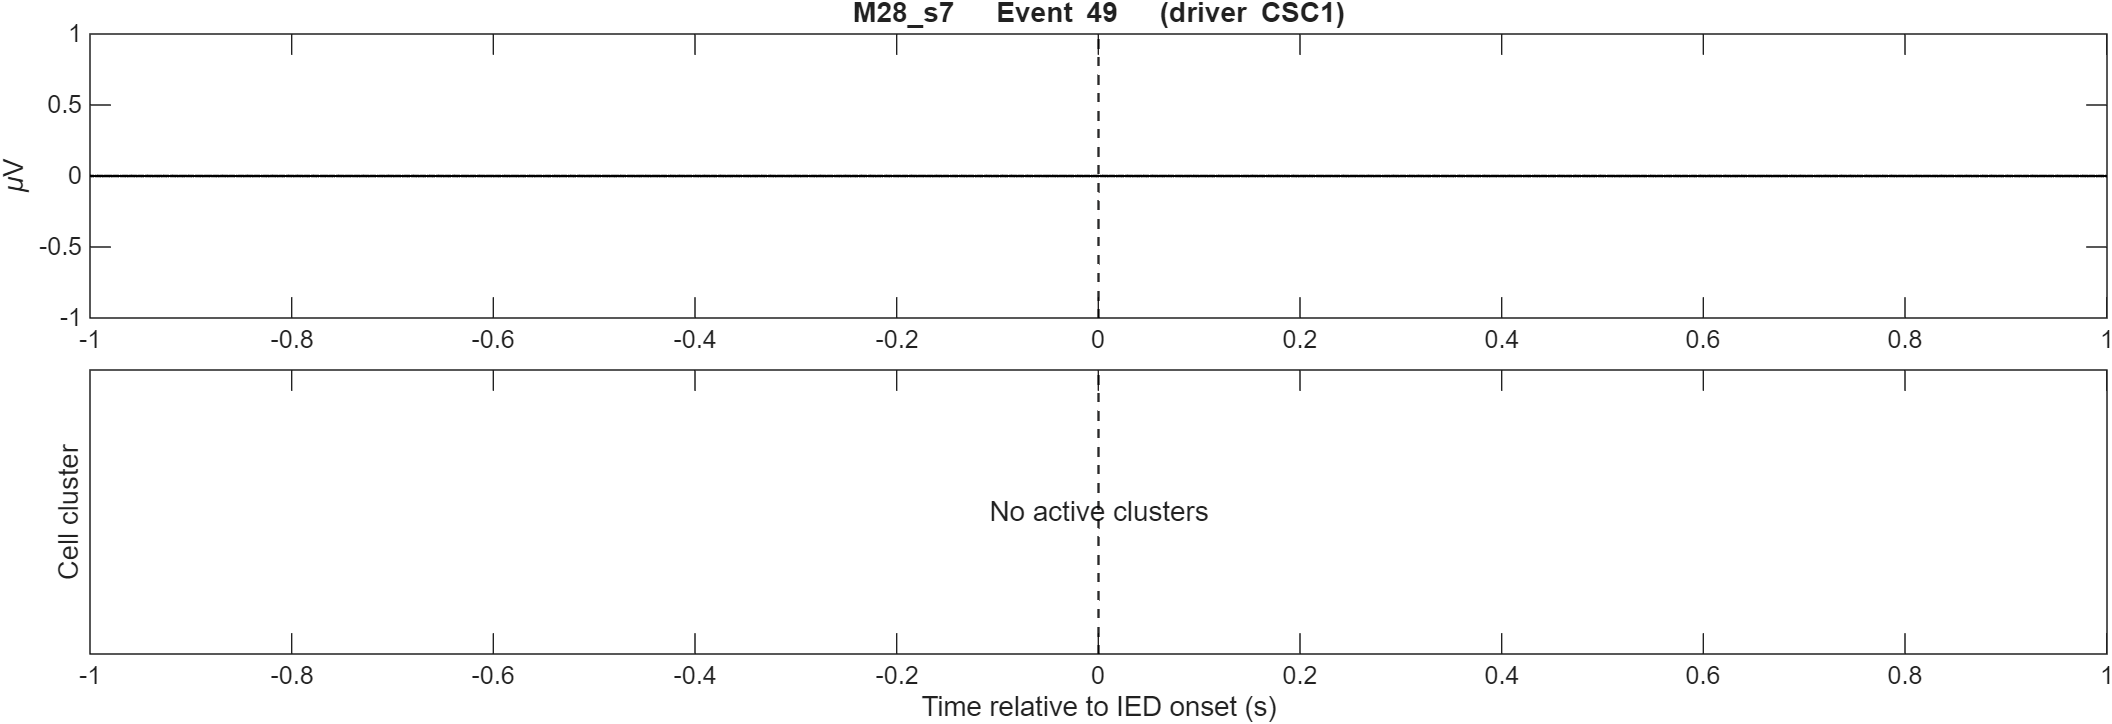 M28_s7 Event 49 (driver CSC1)
1
0.5
0
-0.5
-1
µV
-1 -0.8 -0.6 -0.4 -0.2 0 0.2 0.4 0.6 0.8 1
Cell cluster
No active clusters
-1 -0.8 -0.6 -0.4 -0.2 0 0.2 0.4 0.6 0.8 1
Time relative to IED onset (s)